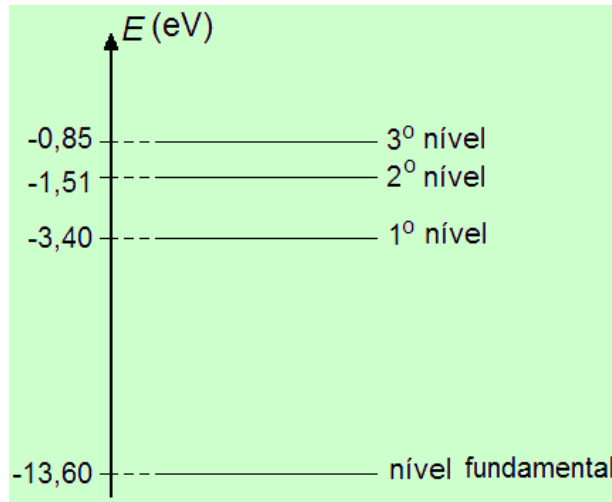 E (eV)
-0,85 3º nível
-1,51 2º nível
-3,40 1º nível
-13,60 nível fundamental